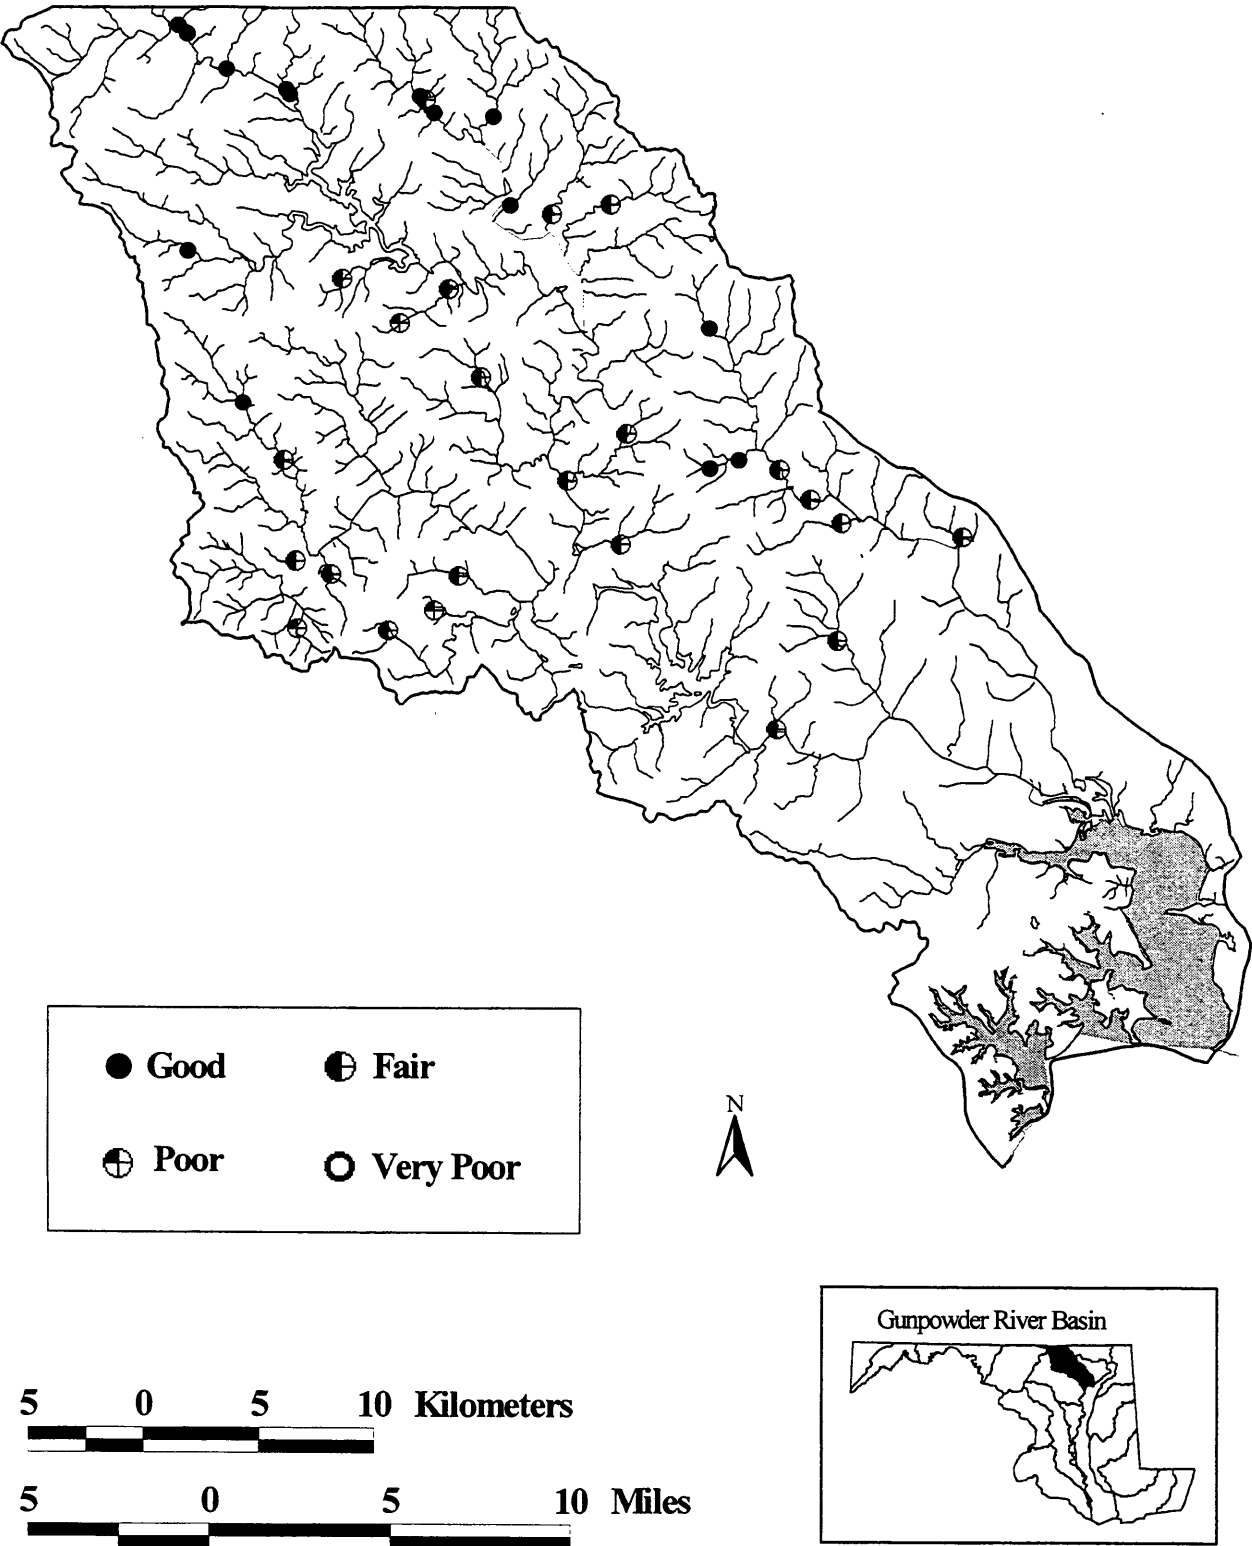 Good
Fair
Poor
Very Poor
N
Gunpowder River Basin
5 0 5 10 Kilometers
5 0 5 10 Miles